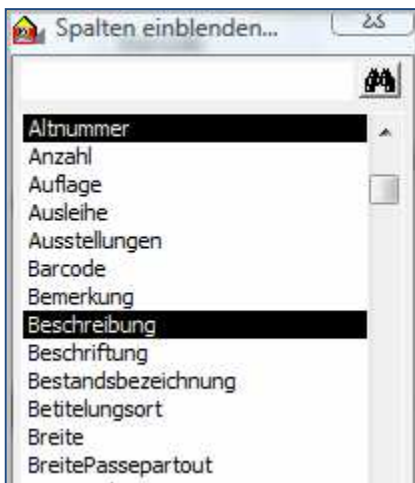 Spalten einblenden...
Altnummer
Anzahl
Auflage
Ausleihe
Ausstellungen
Barcode
Bemerkung
Beschreibung
Beschriftung
Bestandsbezeichnung
Betitelungsort
Breite
BreitePassepartout